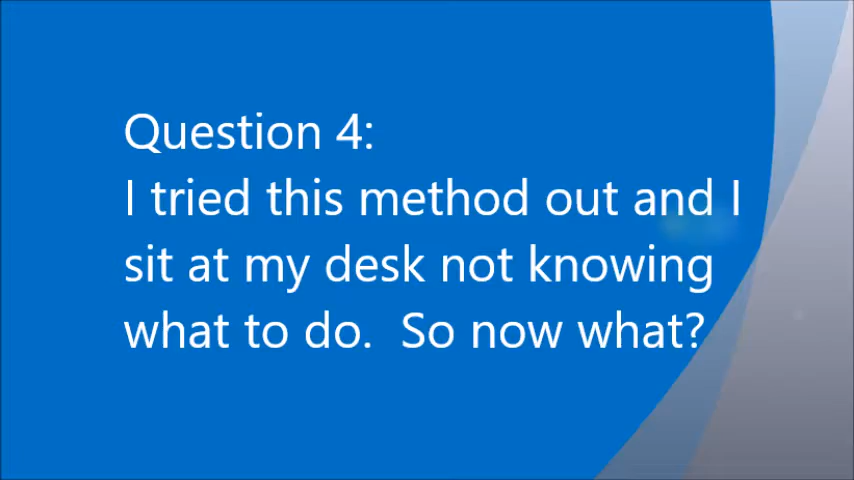 Question 4:
I tried this method out and I
sit at my desk not knowing
what to do.  So now what?